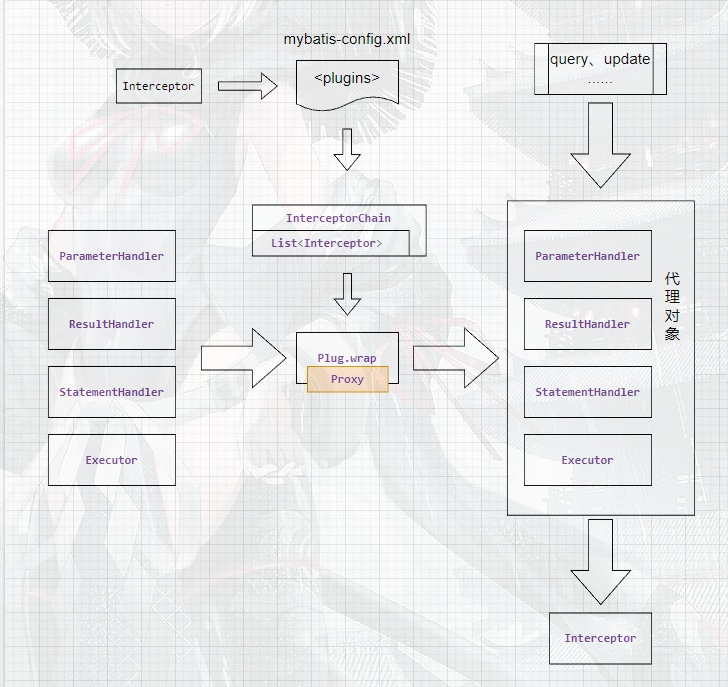 mybatis-config.xml
Interceptor
<plugins>
query、update
......
InterceptorChain
List<Interceptor>
ParameterHandler
ResultHandler
StatementHandler
Executor
Plug.wrap
Proxy
ParameterHandler
ResultHandler
StatementHandler
Executor
代
理
对
象
Interceptor